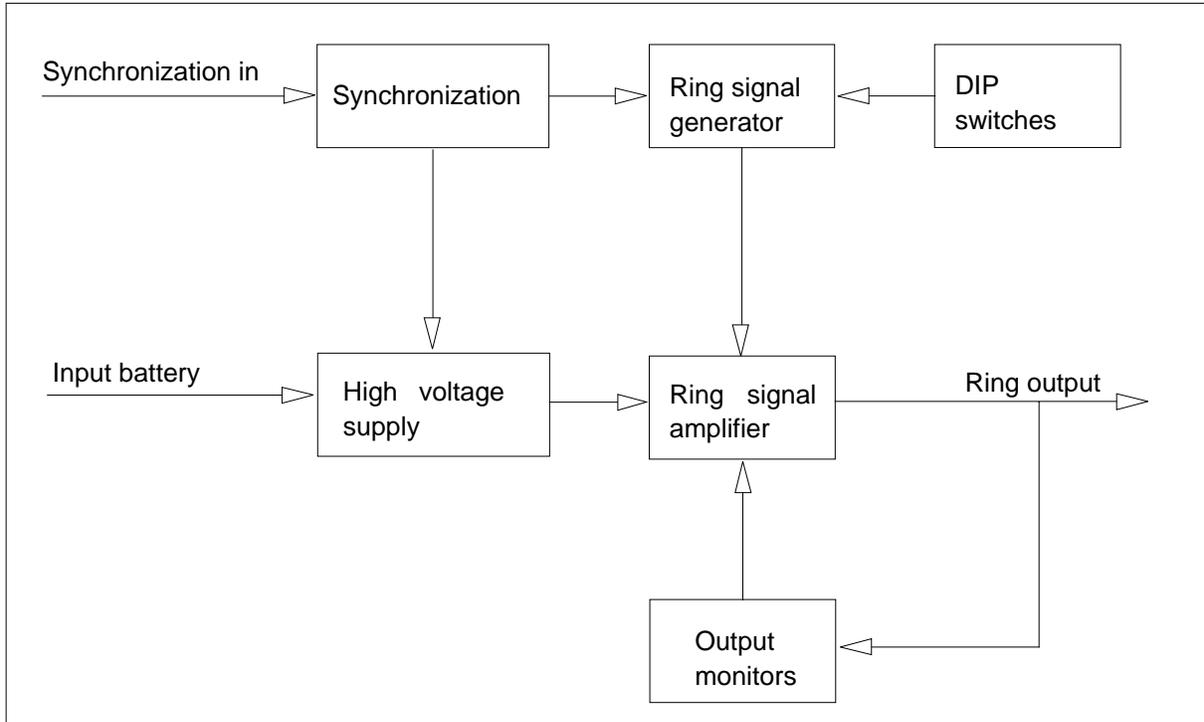 Synchronization in
Synchronization
Ring signal
generator
DIP
switches
Input battery
High voltage
supply
Ring signal
amplifier
Ring output
Output
monitors